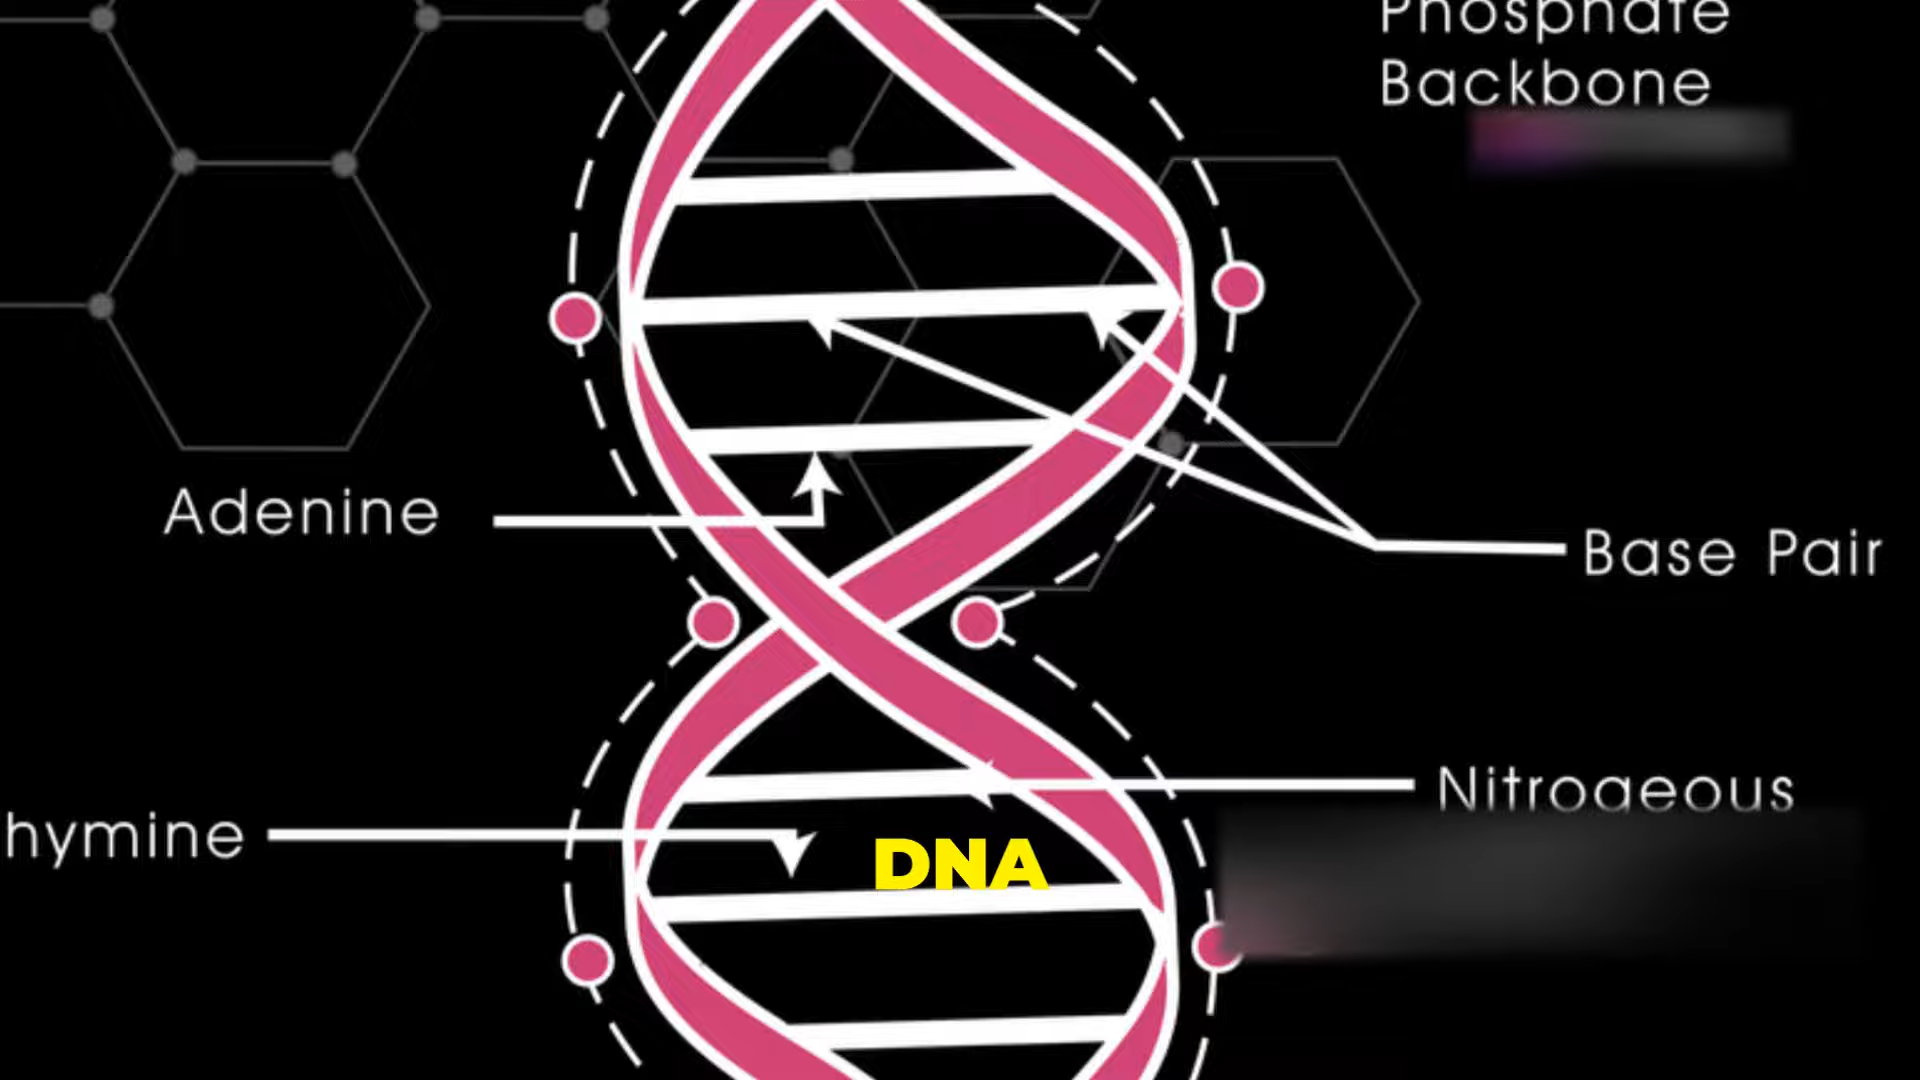 Phosphate
Backbone
Adenine
Base Pair
Nitrogeous
hymine
DNA